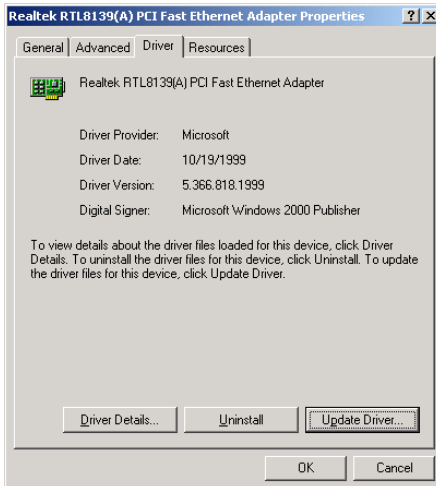 Realtek RTL8139(A) PCI Fast Ethernet Adapter Properties
General Advanced Driver Resources
Realtek RTL8139(A) PCI Fast Ethernet Adapter
Driver Provider: Microsoft
Driver Date: 10/19/1999
Driver Version: 5.366.818.1999
Digital Signer: Microsoft Windows 2000 Publisher
To view details about the driver files loaded for this device, click Driver
Details. To uninstall the driver files for this device, click Uninstall. To update
the driver files for this device, click Update Driver.
Driver Details... Uninstall Update Driver...
OK Cancel